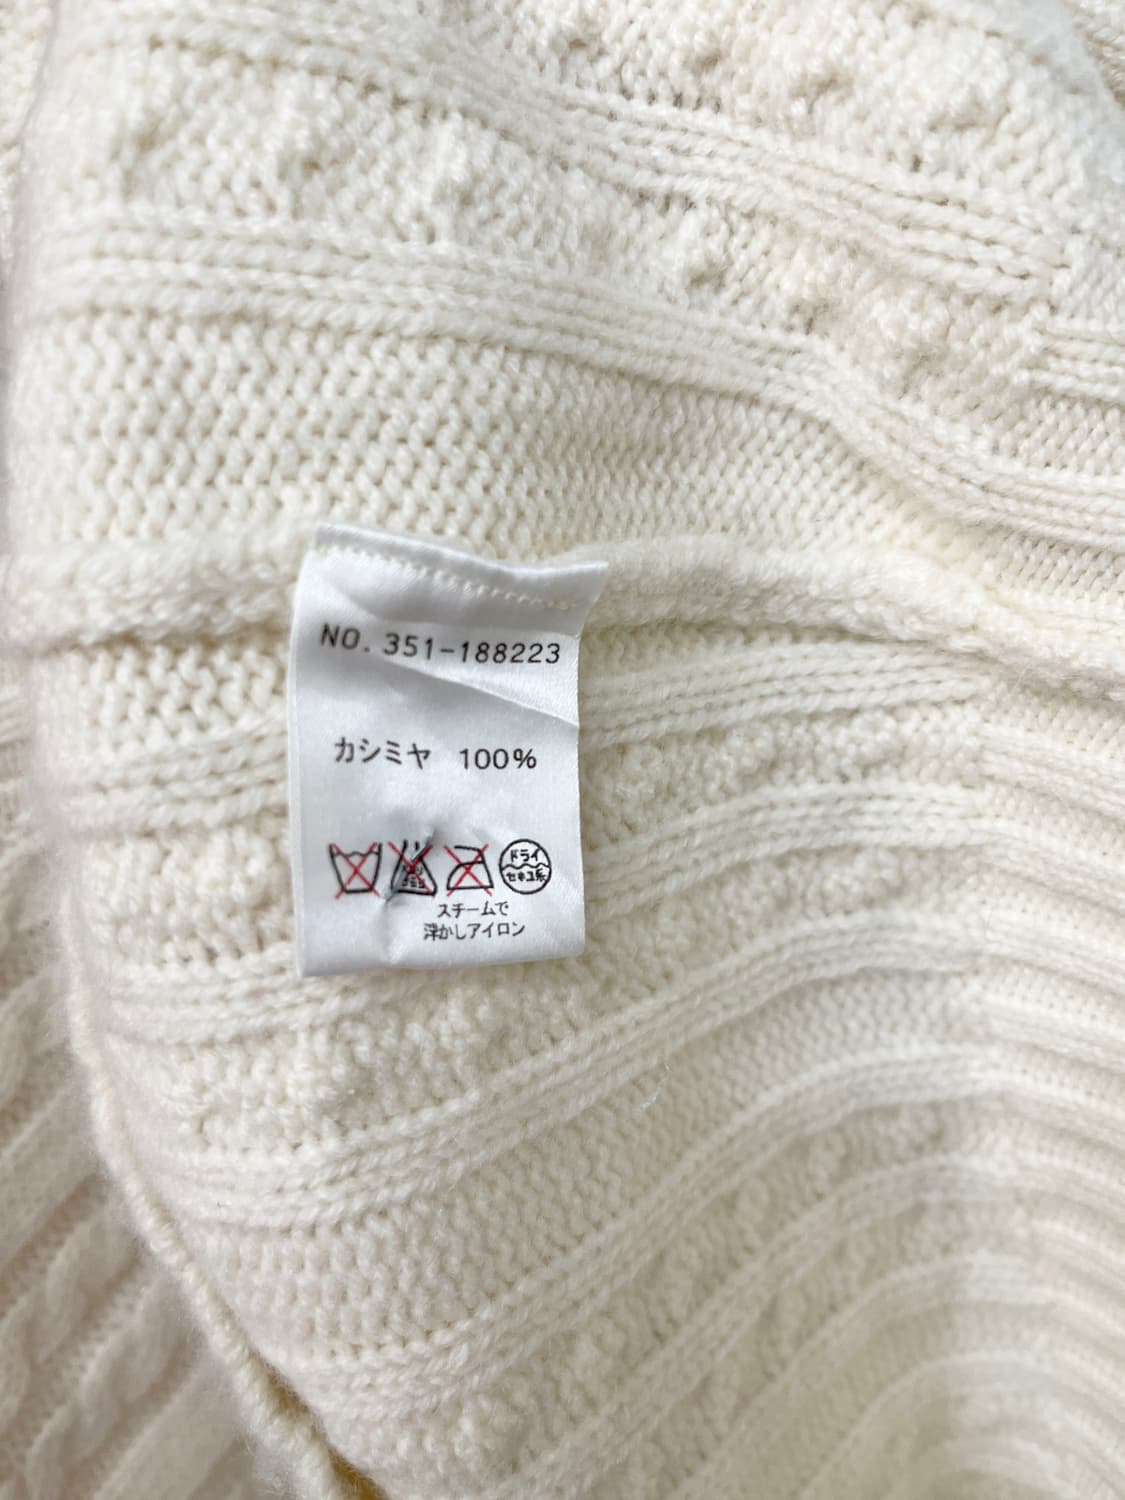 NO. 351-188223
カシミヤ 100%
ドライ
セキユ系
スチームで
浮かしアイロン